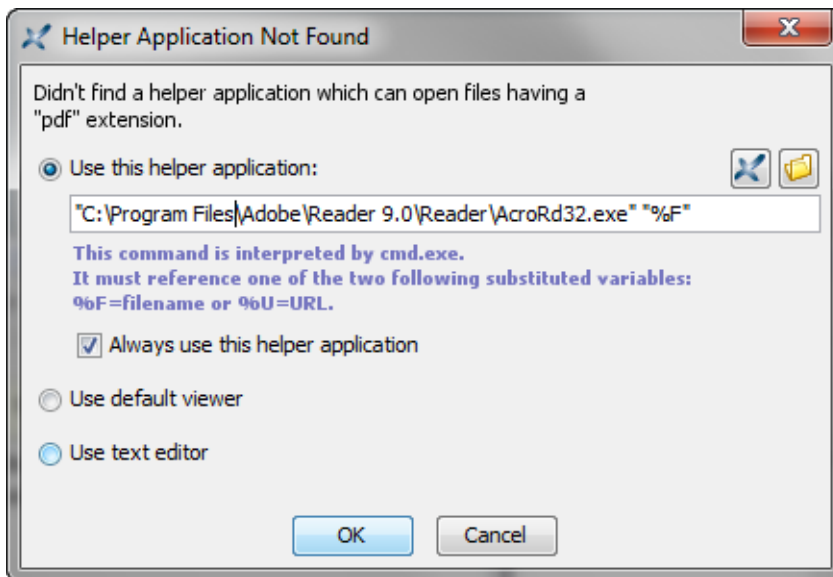 Helper Application Not Found
Didn't find a helper application which can open files having a
"pdf" extension.
Use this helper application:
"C:\Program Files\Adobe\Reader 9.0\Reader\AcroRd32.exe" "%F"
This command is interpreted by cmd.exe.
It must reference one of the two following substituted variables:
%F=filename or %U=URL.
Always use this helper application
Use default viewer
Use text editor
OK Cancel